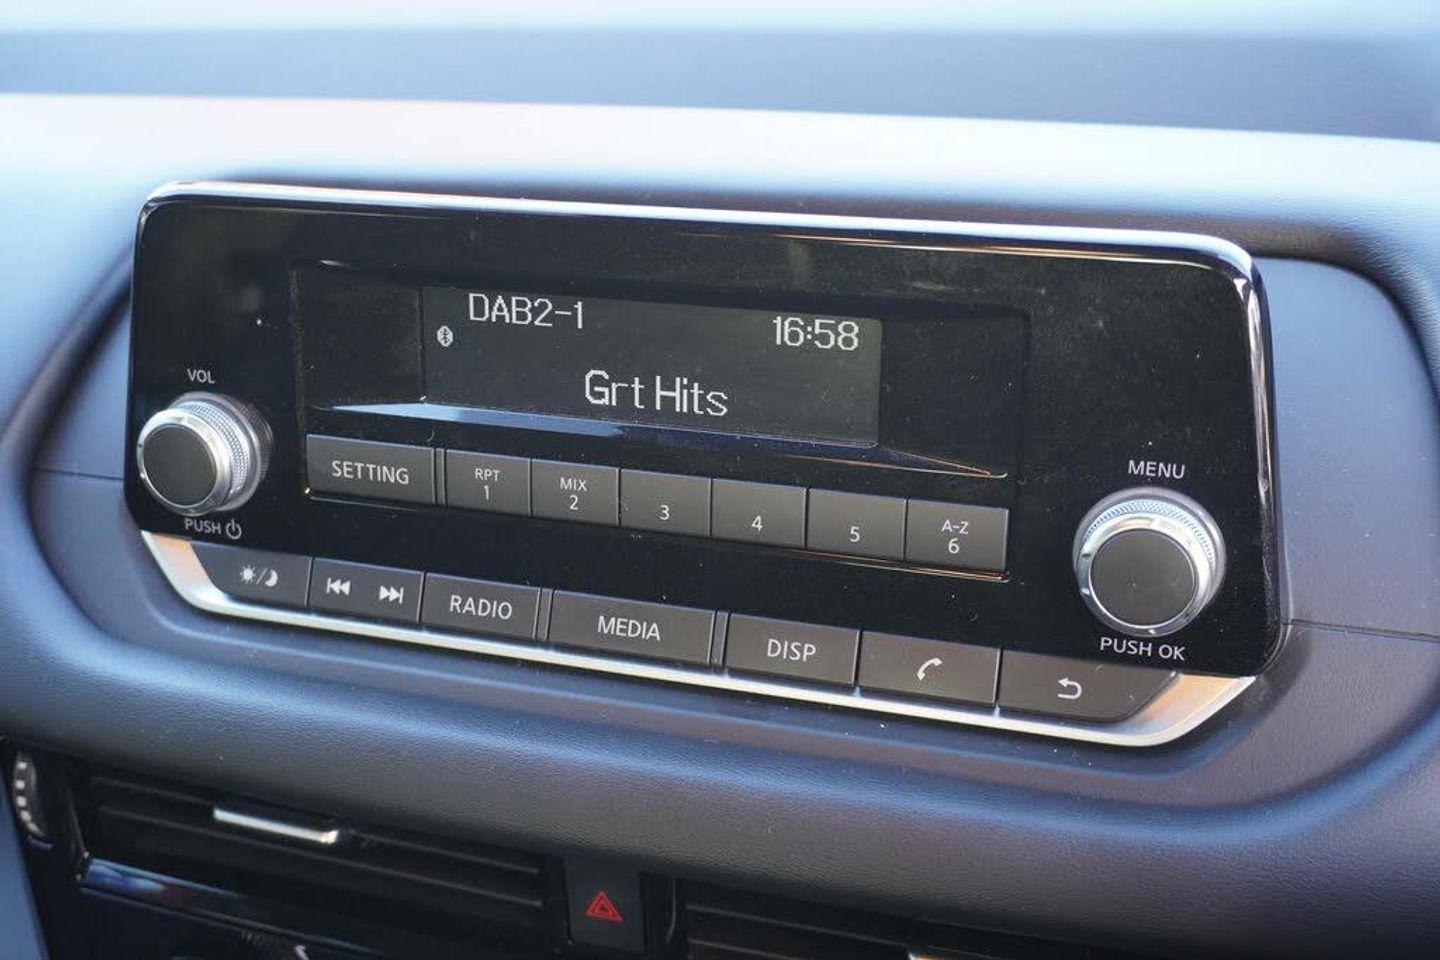 DAB2-1
16:58
Grt Hits
VOL
PUSH
SETTING
RPT
1
MIX
2
3
4
5
A-Z
6
MENU
PUSH OK
RADIO
MEDIA
DISP